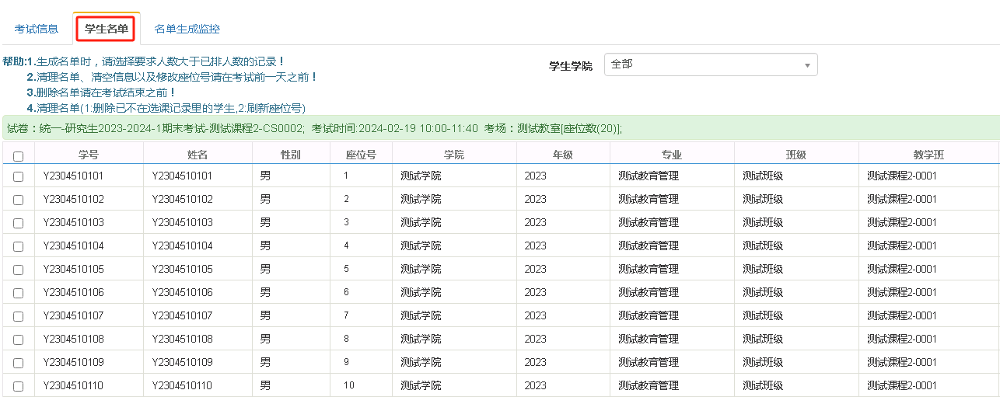 考试信息 学生名单 名单生成监控
帮助:1.生成名单时，请选择要求人数大于已排人数的记录！
2.清理名单、清空信息以及修改座位号请在考试前一天之前！
3.删除名单请在考试结束之前！
4.清理名单(1:删除已不在选课记录里的学生,2:刷新座位号)
学生学院 全部
试卷：统一-研究生2023-2024-1期末考试-测试课程2-CS0002; 考试时间:2024-02-19 10:00-11:40 考场：测试教室[座位数(20)];
学号 姓名 性别 座位号 学院 年级 专业 班级 教学班
Y2304510101 Y2304510101 男 1 测试学院 2023 测试教育管理 测试班级 测试课程2-0001
Y2304510102 Y2304510102 男 2 测试学院 2023 测试教育管理 测试班级 测试课程2-0001
Y2304510103 Y2304510103 男 3 测试学院 2023 测试教育管理 测试班级 测试课程2-0001
Y2304510104 Y2304510104 男 4 测试学院 2023 测试教育管理 测试班级 测试课程2-0001
Y2304510105 Y2304510105 男 5 测试学院 2023 测试教育管理 测试班级 测试课程2-0001
Y2304510106 Y2304510106 男 6 测试学院 2023 测试教育管理 测试班级 测试课程2-0001
Y2304510107 Y2304510107 男 7 测试学院 2023 测试教育管理 测试班级 测试课程2-0001
Y2304510108 Y2304510108 男 8 测试学院 2023 测试教育管理 测试班级 测试课程2-0001
Y2304510109 Y2304510109 男 9 测试学院 2023 测试教育管理 测试班级 测试课程2-0001
Y2304510110 Y2304510110 男 10 测试学院 2023 测试教育管理 测试班级 测试课程2-0001